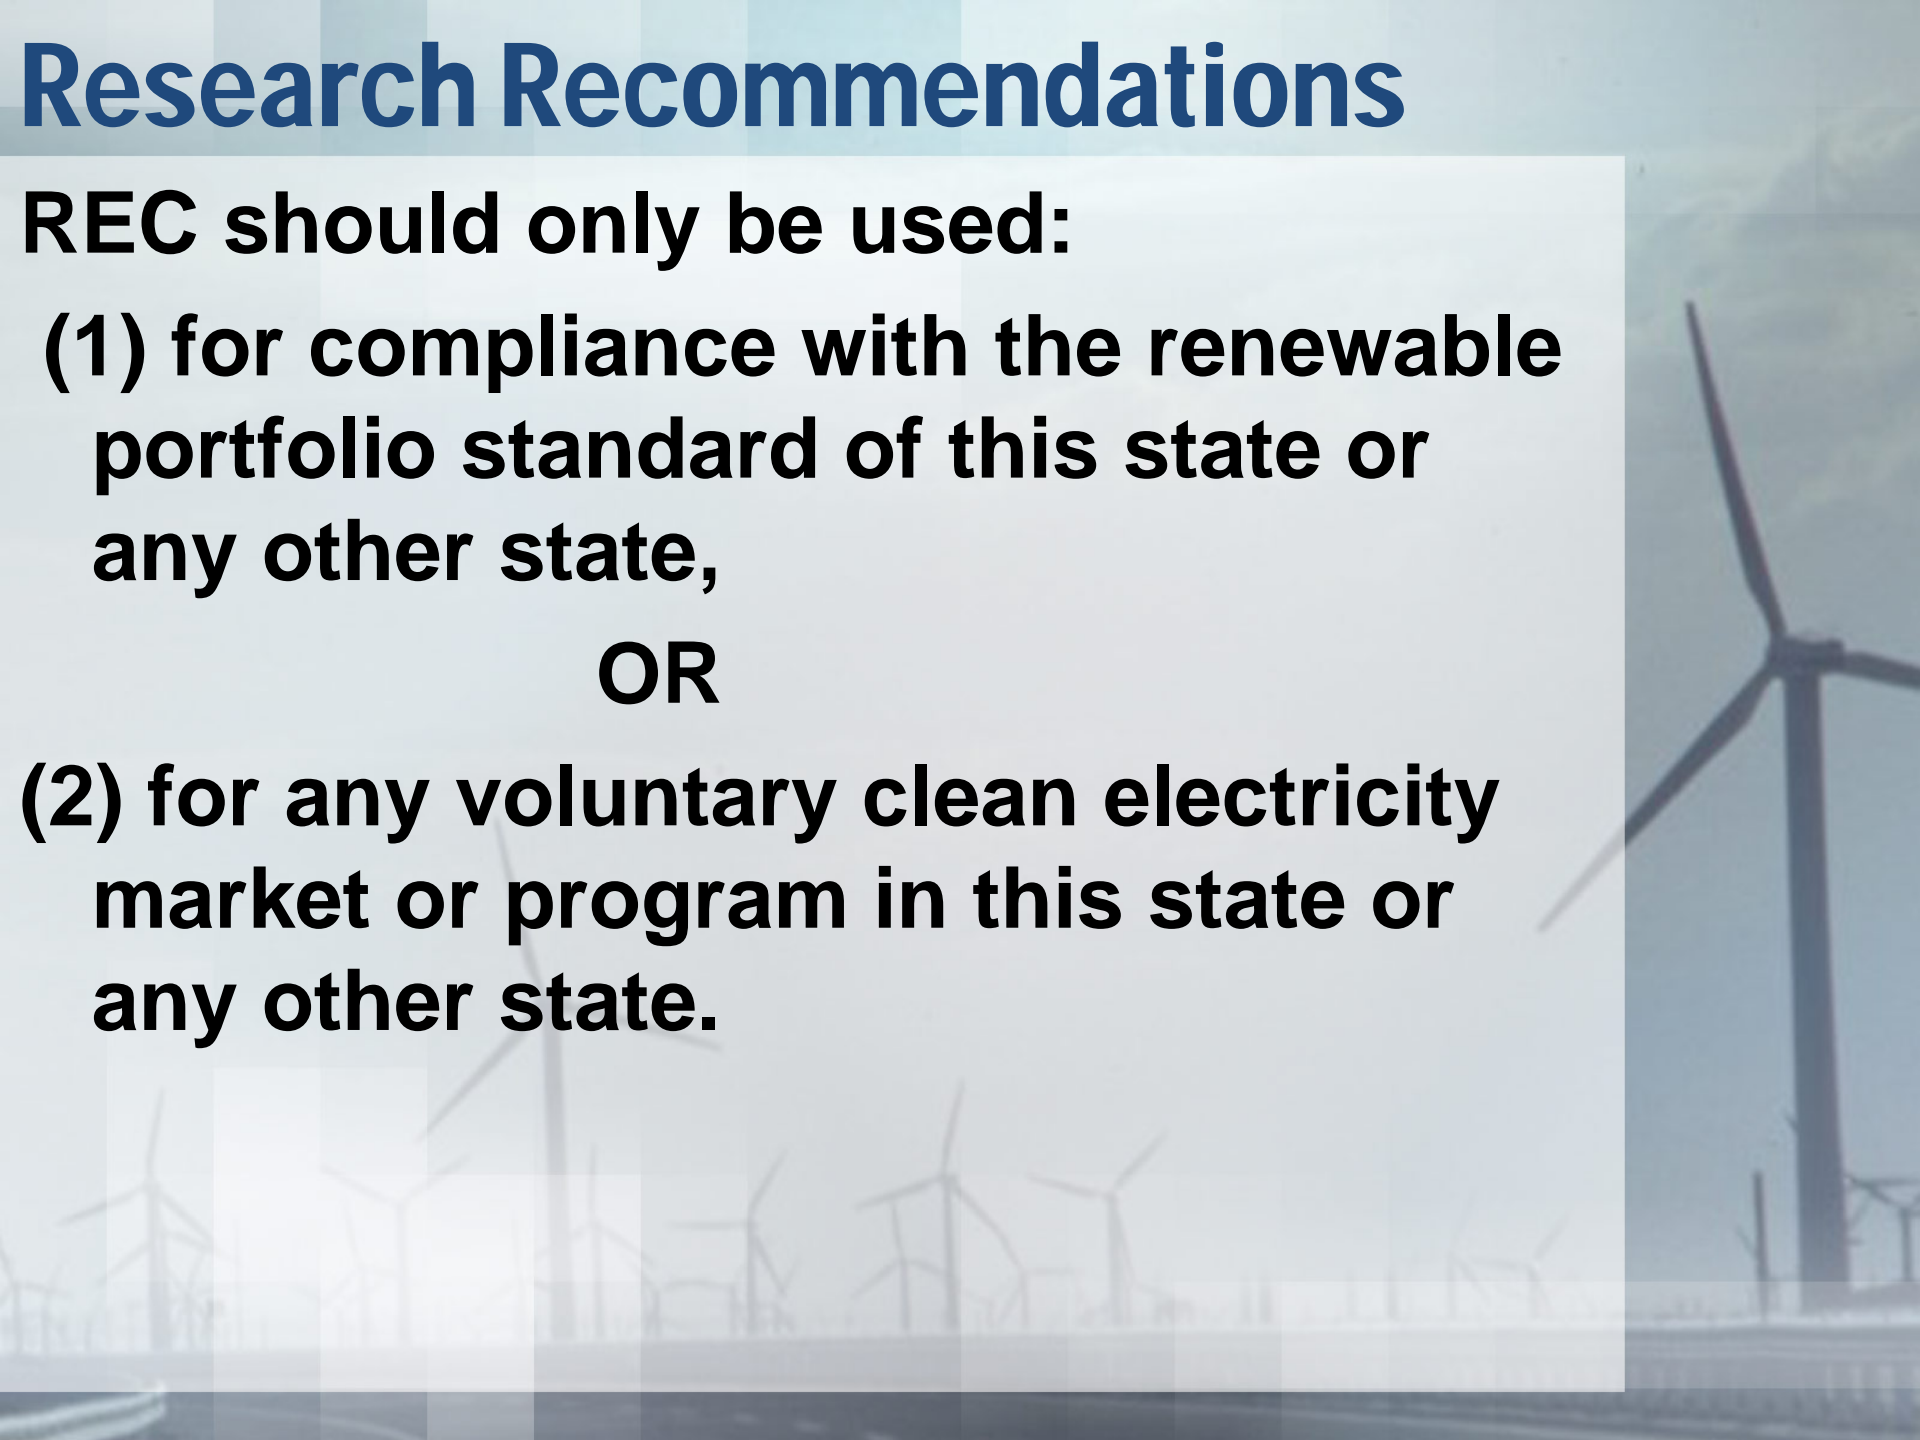 Research Recommendations
REC should only be used:
(1) for compliance with the renewable
portfolio standard of this state or
any other state,
OR
(2) for any voluntary clean electricity
market or program in this state or
any other state.